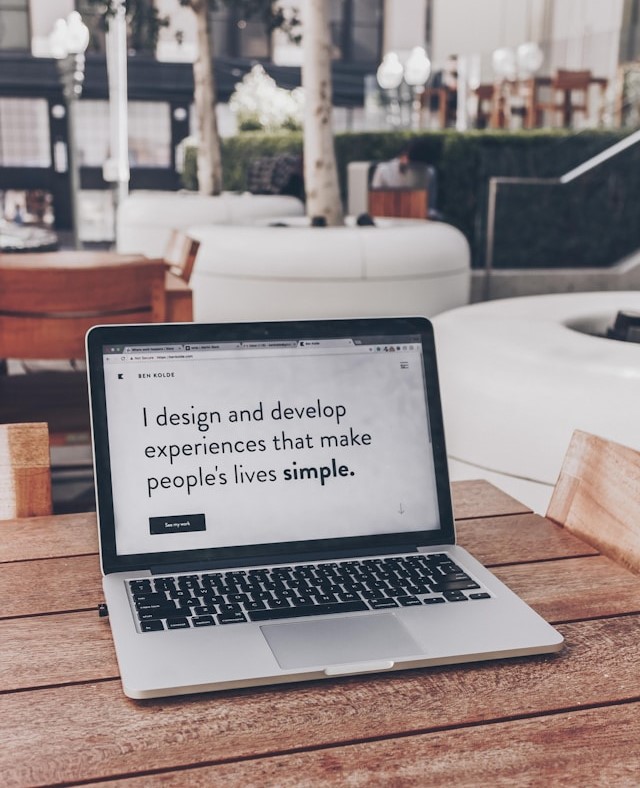 BEN KOLDE
I design and develop
experiences that make
people's lives simple.
See my work